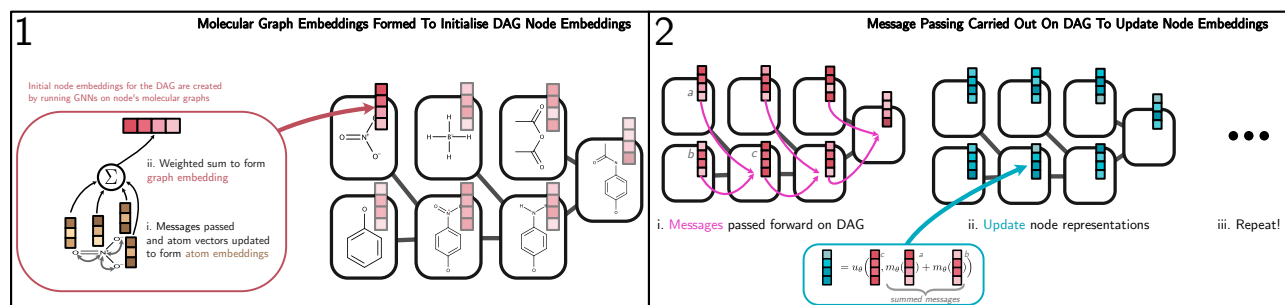 1
Molecular Graph Embeddings Formed To Initialise DAG Node Embeddings
Initial node embeddings for the DAG are created
by running GNNs on node's molecular graphs
ii. Weighted sum to form
graph embedding
Σ
i. Messages passed
and atom vectors updated
to form atom embeddings
2
Message Passing Carried Out On DAG To Update Node Embeddings
a
b
c
i. Messages passed forward on DAG
ii. Update node representations
iii. Repeat!
= u_θ( c , m_θ( a ) + m_θ( b ))
summed messages